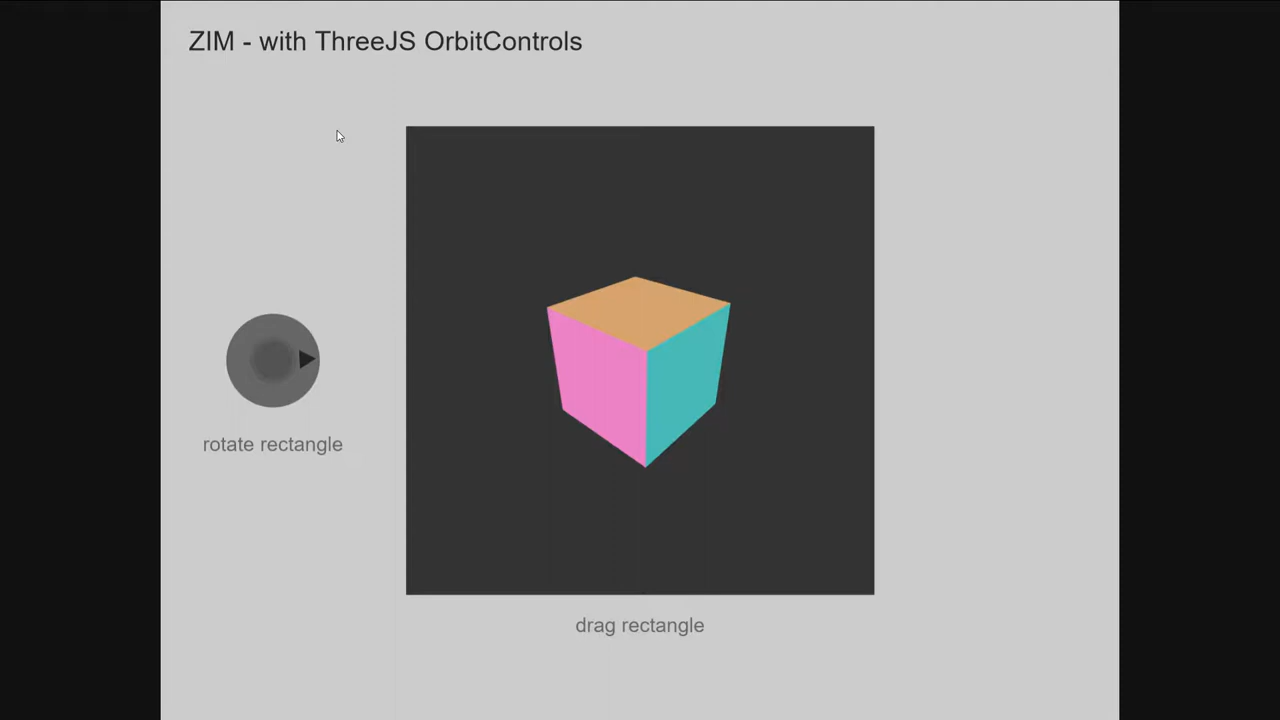 ZIM - with ThreeJS OrbitControls
rotate rectangle
drag rectangle